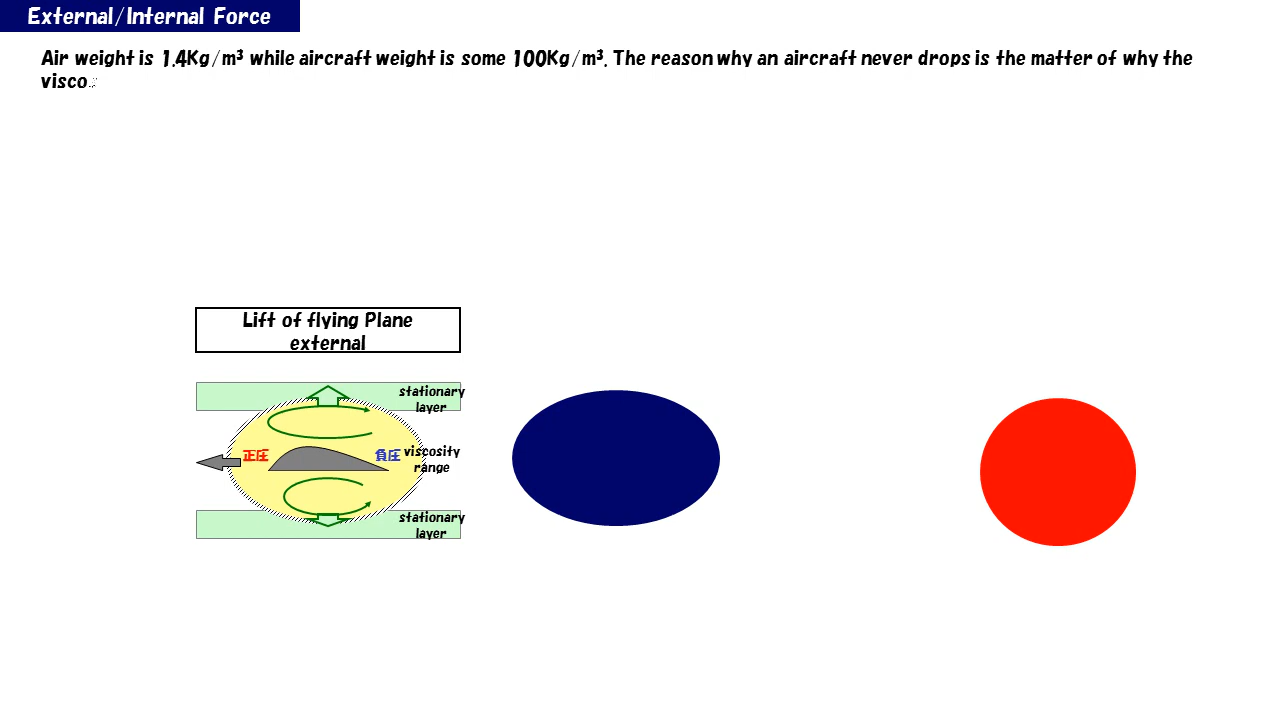 External/Internal Force
Air weight is 1.4Kg/m³ while aircraft weight is some 100Kg/m³. The reason why an aircraft never drops is the matter of why the
visco
Lift of flying Plane
external
stationary
layer
正圧
負圧
viscosity
range
stationary
layer